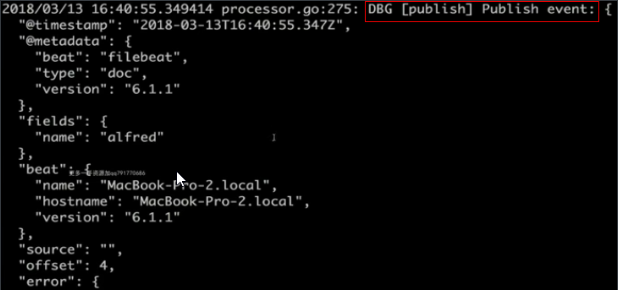 2018/03/13 16:40:55.349414 processor.go:275: DBG [publish] Publish event: {
"@timestamp": "2018-03-13T16:40:55.347Z",
"@metadata": {
"beat": "filebeat",
"type": "doc",
"version": "6.1.1"
},
"fields": {
"name": "alfred"
},
"beat": {
"name": "MacBook-Pro-2.local",
"hostname": "MacBook-Pro-2.local",
"version": "6.1.1"
},
"source": "",
"offset": 4,
"error": {